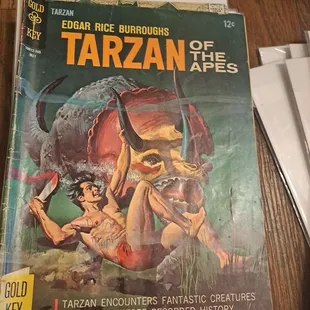 GOLD
KEY
TARZAN
12¢
EDGAR RICE BURROUGHS
TARZAN OF THE APES
GOLD
KEY
TARZAN ENCOUNTERS FANTASTIC CREATURES
RECORDED HISTORY